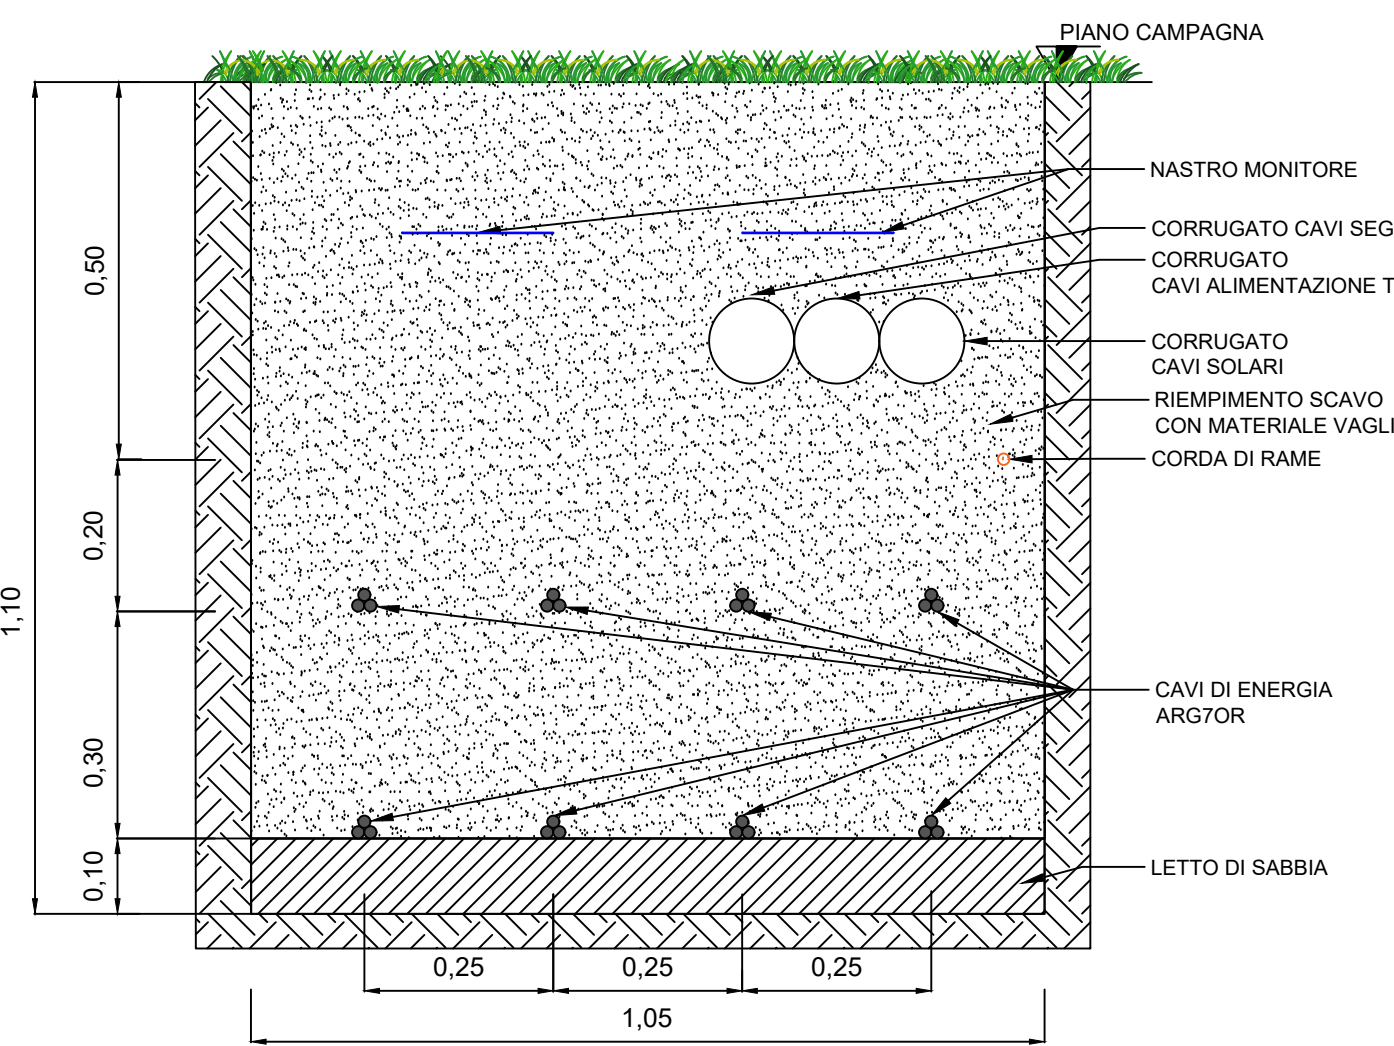 PIANO CAMPAGNA
NASTRO MONITORE
CORRUGATO CAVI SEG
CORRUGATO
CAVI ALIMENTAZIONE T
CORRUGATO
CAVI SOLARI
RIEMPIMENTO SCAVO
CON MATERIALE VAGLI
CORDA DI RAME
CAVI DI ENERGIA
ARG7OR
LETTO DI SABBIA
0,50
0,20
1,10
0,30
0,10
0,25
0,25
0,25
1,05